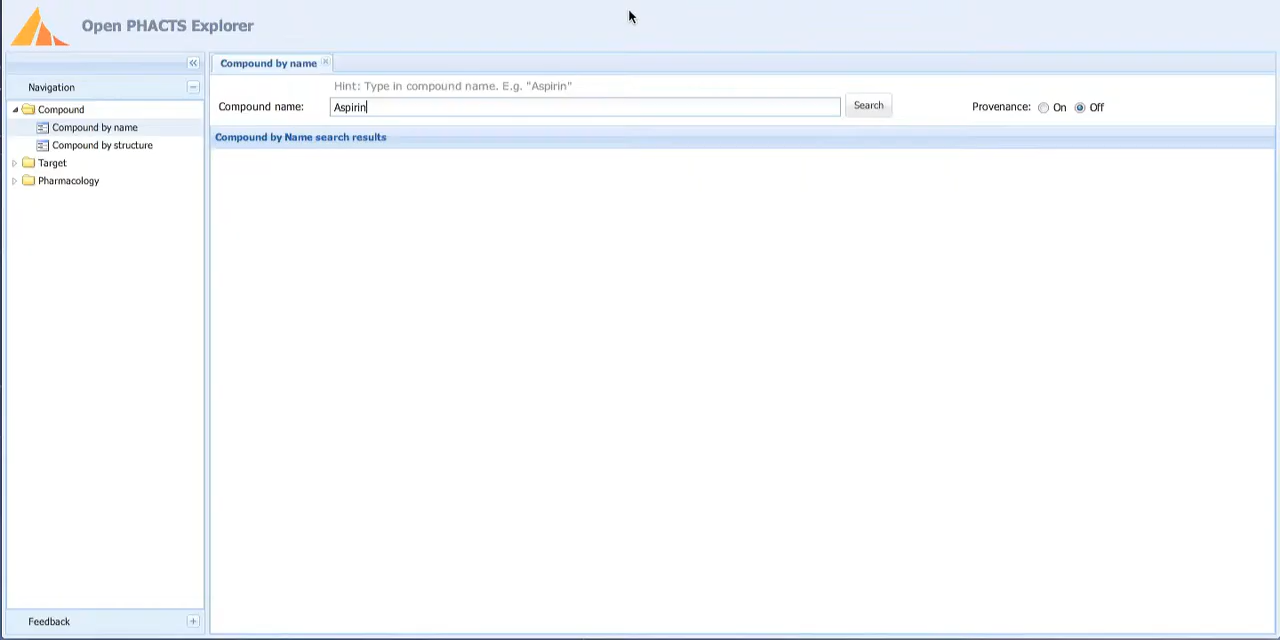 Open PHACTS Explorer
Navigation
Compound
Compound by name
Compound by structure
Target
Pharmacology
Feedback
Compound by name
Hint: Type in compound name. E.g. "Aspirin"
Compound name: Aspirin Search Provenance: On Off
Compound by Name search results